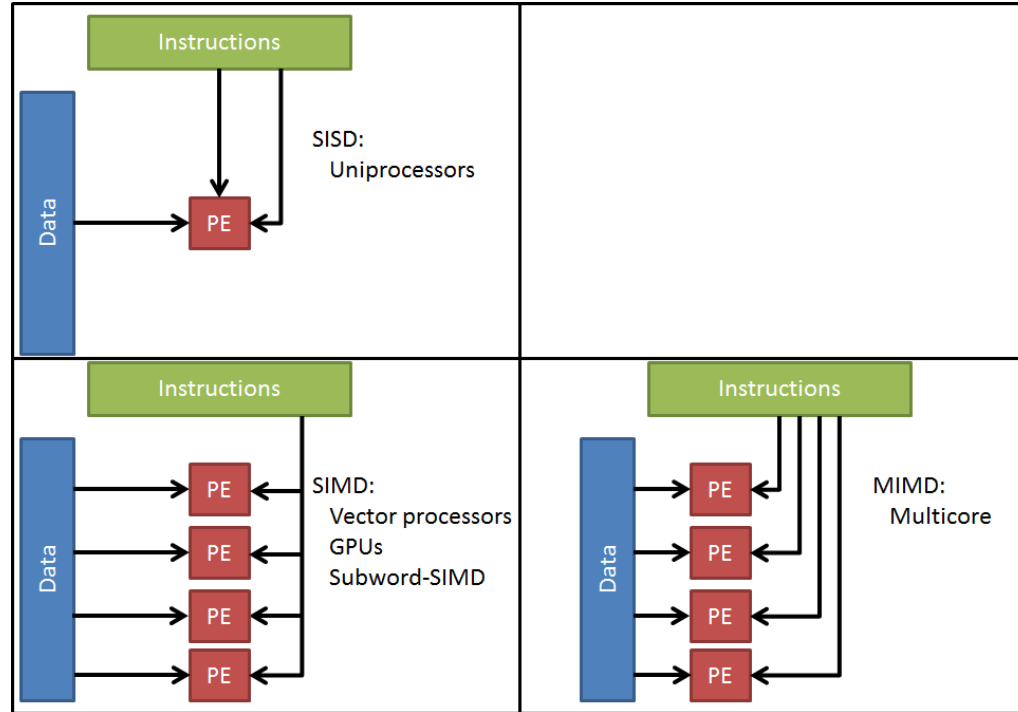 Instructions
SISD:
Uniprocessors
Data
PE
Instructions
Data
PE
PE
PE
PE
SIMD:
Vector processors
GPUs
Subword-SIMD
Instructions
Data
PE
PE
PE
PE
MIMD:
Multicore